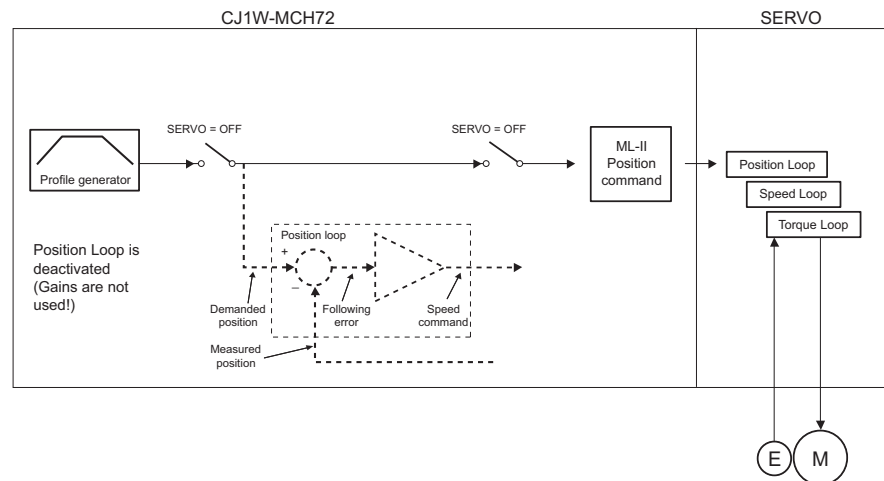 CJ1W-MCH72
SERVO
SERVO = OFF
SERVO = OFF
Profile generator
ML-II
Position
command
Position Loop
Speed Loop
Torque Loop
Position Loop is
deactivated
(Gains are not
used!)
Position loop
+
–
Demanded
position
Following
error
Speed
command
Measured
position
E
M